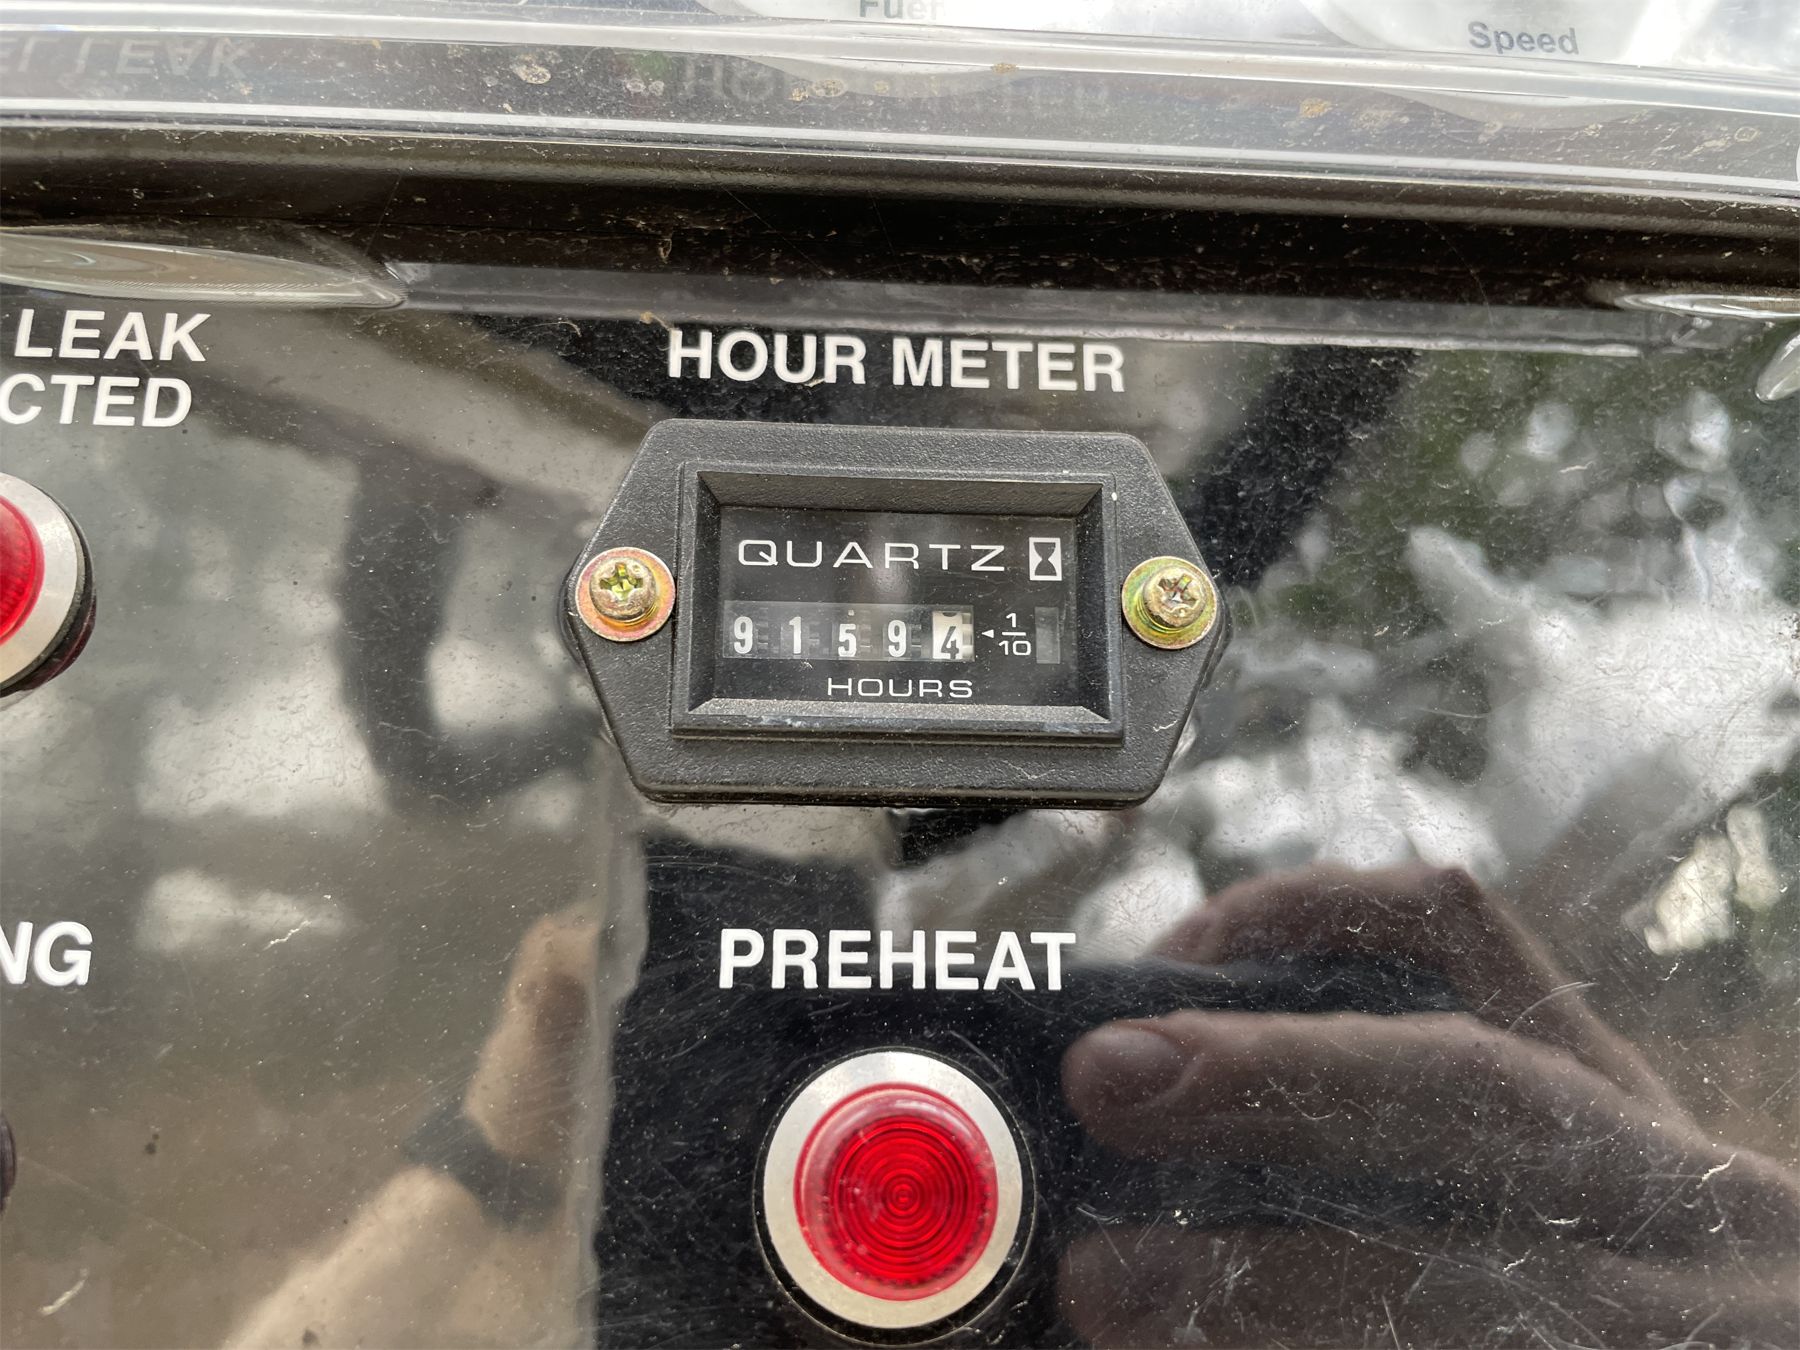 Fuel
Speed
LEAK
CTED
HOUR METER
QUARTZ
91594
1/10
HOURS
NG
PREHEAT